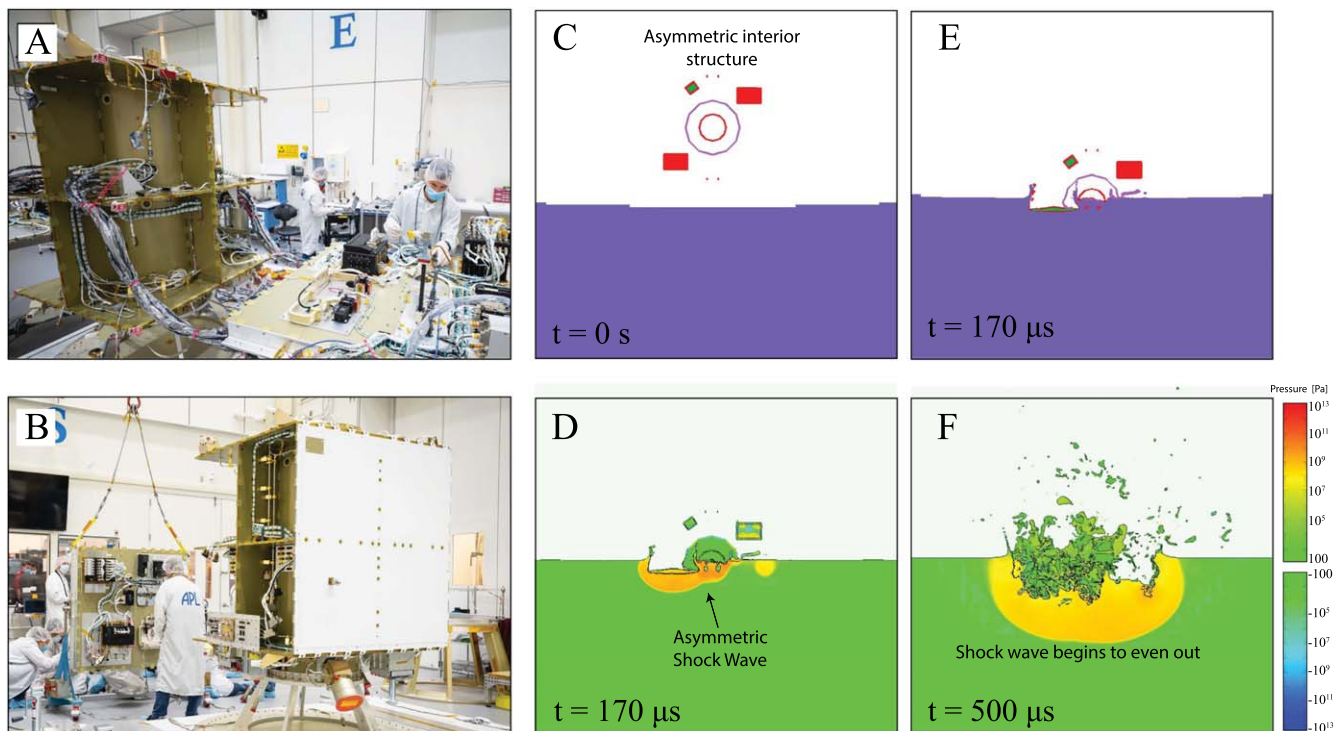 A
E
B
S
APL
C
Asymmetric interior
structure
t = 0 s
E
t = 170 μs
D
Asymmetric
Shock Wave
t = 170 μs
F
Shock wave begins to even out
t = 500 μs
Pressure [Pa]
10¹³
10¹¹
10⁹
10⁷
10⁵
100
-100
-10⁵
-10⁷
-10⁹
-10¹¹
-10¹³